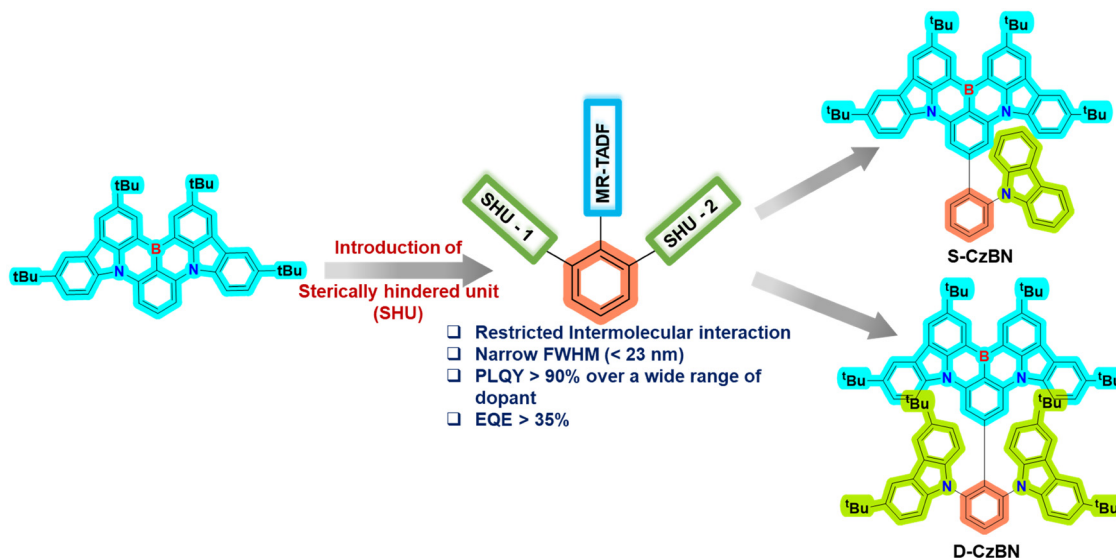 tBu
tBu
tBu
tBu
B
N
N
Introduction of
Sterically hindered unit
(SHU)
SHU - 1
MR-TADF
SHU - 2
❑ Restricted Intermolecular interaction
❑ Narrow FWHM (< 23 nm)
❑ PLQY > 90% over a wide range of
dopant
❑ EQE > 35%
ᵗBu
ᵗBu
B
ᵗBu
N
N
ᵗBu
N
S-CzBN
ᵗBu
ᵗBu
B
ᵗBu
N
N
ᵗBu
ᵗBu
ᵗBu
N
N
ᵗBu
ᵗBu
D-CzBN